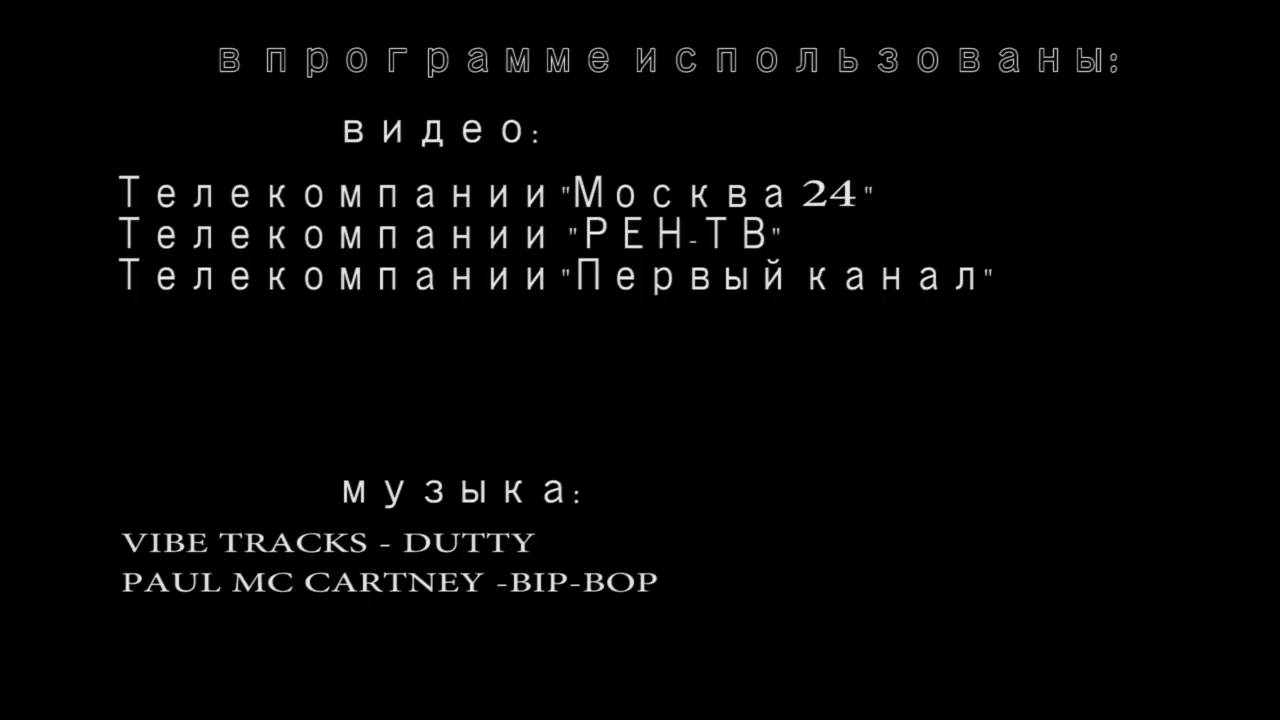 в программе использованы:
видео:
Телекомпании "Москва 24"
Телекомпании "РЕН-ТВ"
Телекомпании "Первый канал"
музыка:
VIBE TRACKS - DUTTY
PAUL MC CARTNEY -BIP-BOP